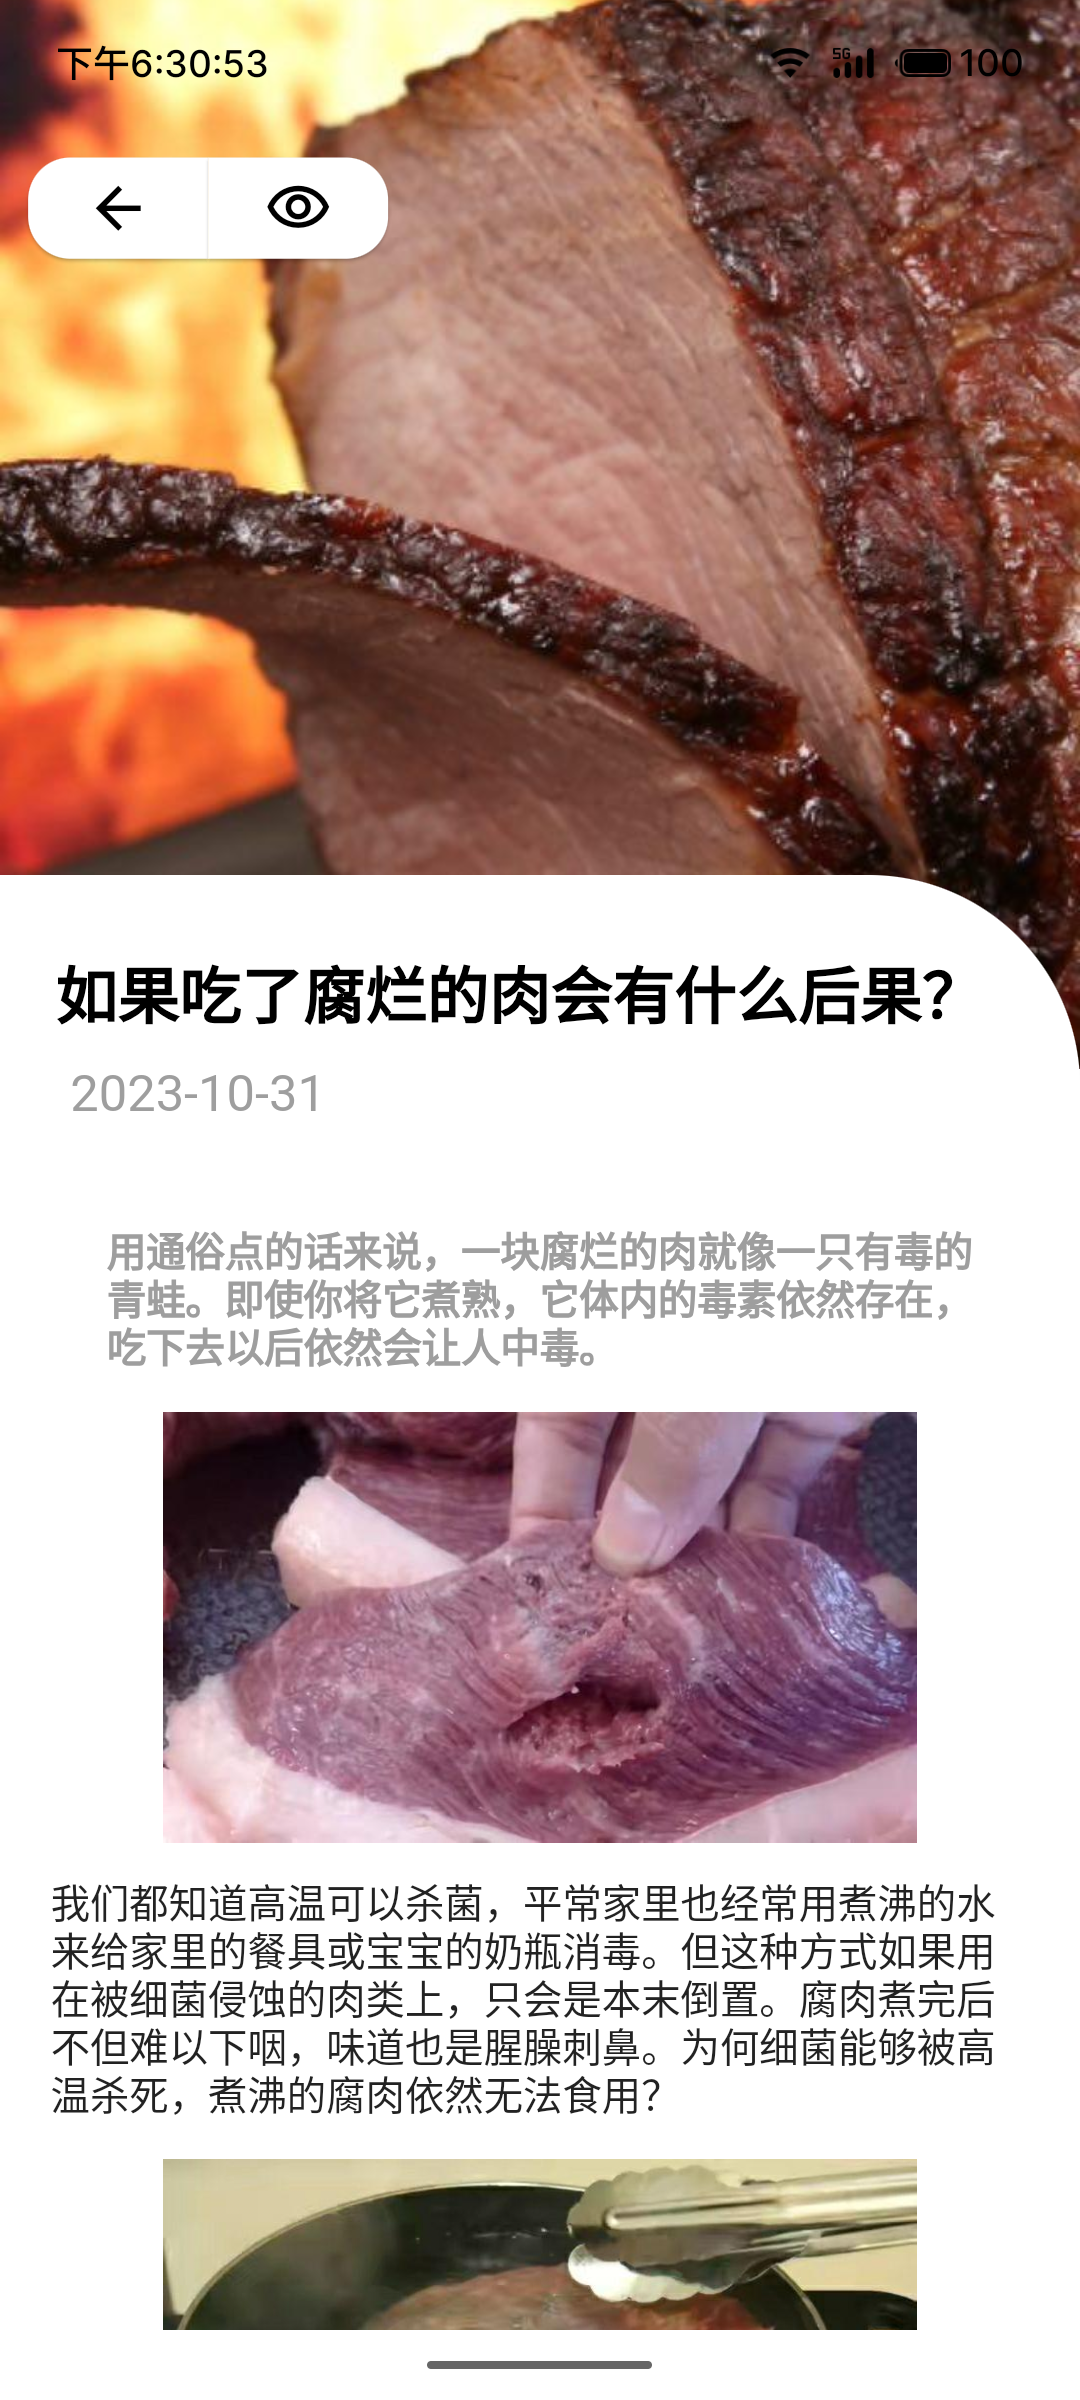 下午6:30:53
5G
100
如果吃了腐烂的肉会有什么后果？
2023-10-31
用通俗点的话来说，一块腐烂的肉就像一只有毒的
青蛙。即使你将它煮熟，它体内的毒素依然存在，
吃下去以后依然会让人中毒。
我们都知道高温可以杀菌，平常家里也经常用煮沸的水
来给家里的餐具或宝宝的奶瓶消毒。但这种方式如果用
在被细菌侵蚀的肉类上，只会是本末倒置。腐肉煮完后
不但难以下咽，味道也是腥臊刺鼻。为何细菌能够被高
温杀死，煮沸的腐肉依然无法食用？